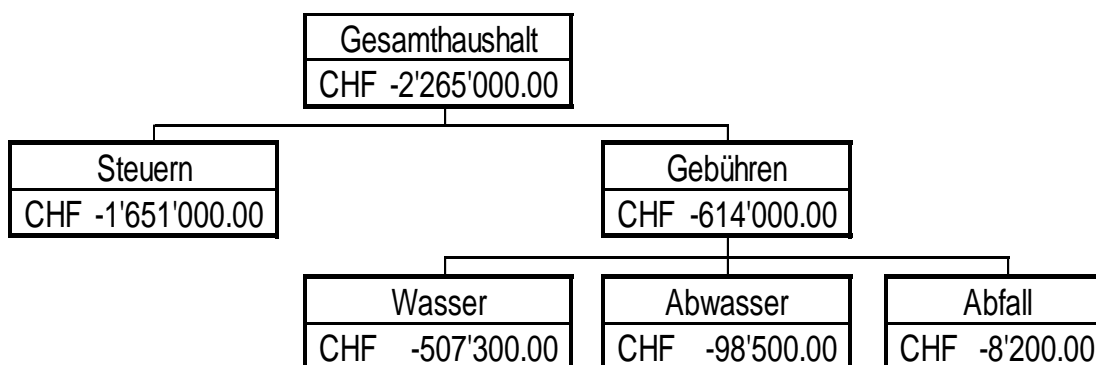 Gesamthaushalt
CHF -2'265'000.00
Steuern
CHF -1'651'000.00
Gebühren
CHF -614'000.00
Wasser
CHF -507'300.00
Abwasser
CHF -98'500.00
Abfall
CHF -8'200.00